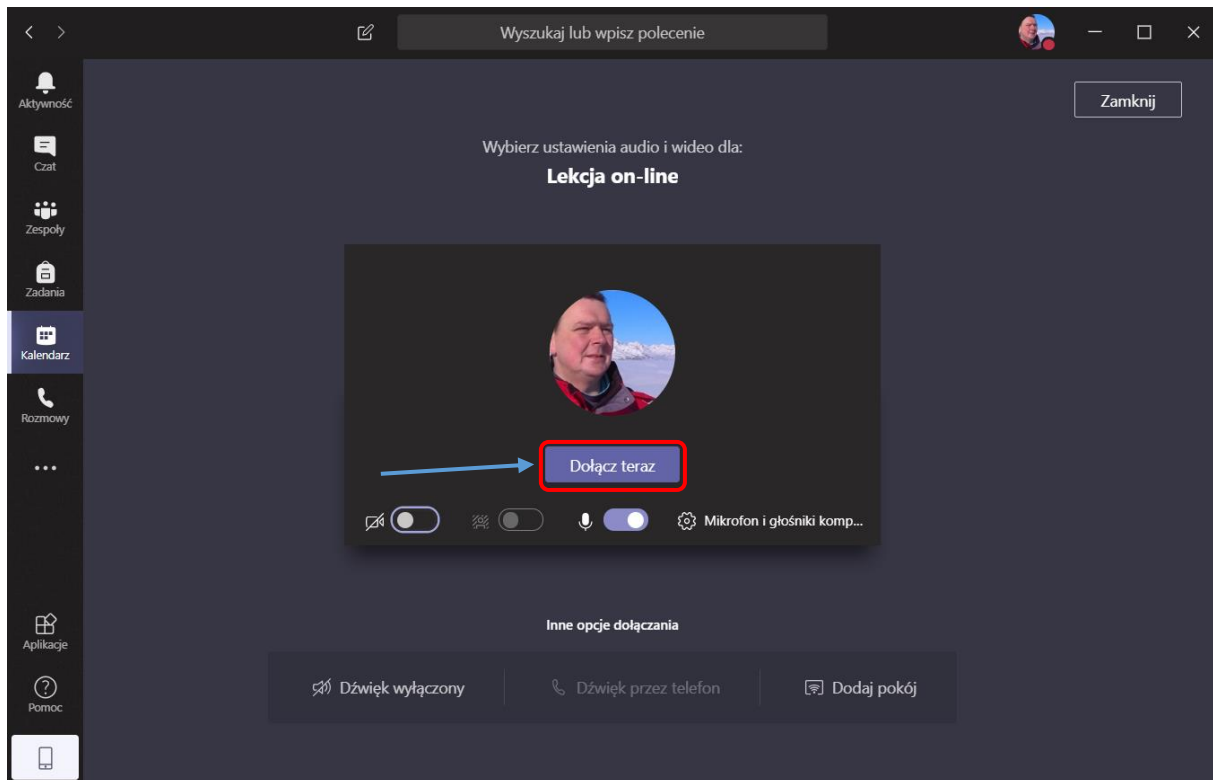 Wyszukaj lub wpisz polecenie
Aktywność
Czat
Zespoły
Zadania
Kalendarz
Rozmowy
Aplikacje
Pomoc
Zamknij
Wybierz ustawienia audio i wideo dla:
Lekcja on-line
Dołącz teraz
Mikrofon i głośniki komp...
Inne opcje dołączania
Dźwięk wyłączony
Dźwięk przez telefon
Dodaj pokój